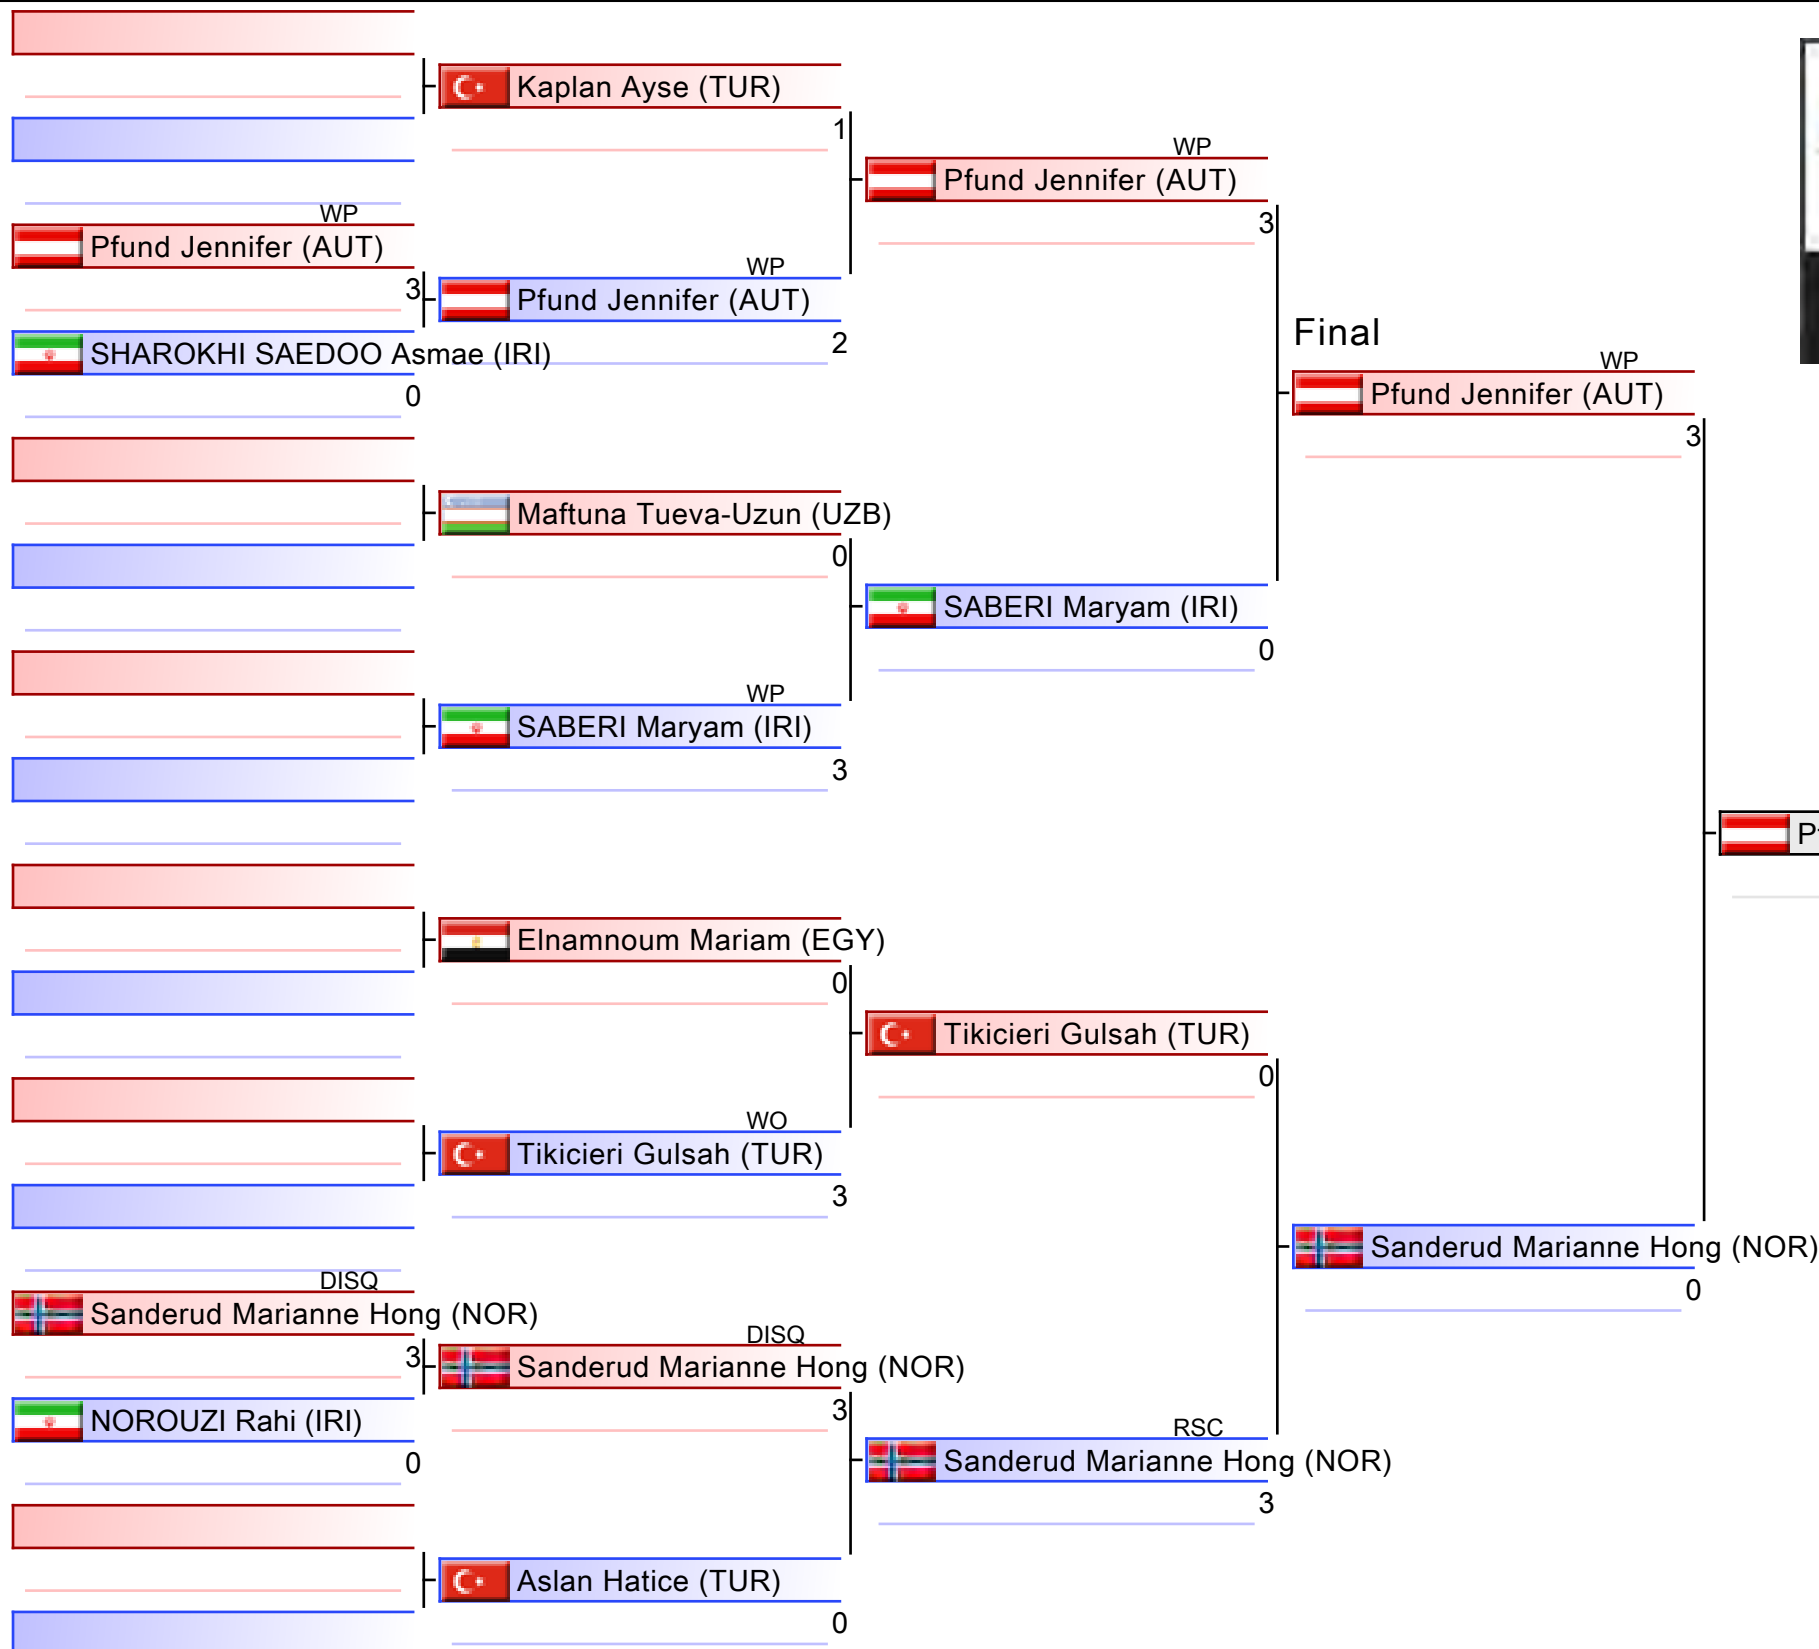 Kaplan Ayse (TUR)
1
WP
Pfund Jennifer (AUT)
3
WP
Pfund Jennifer (AUT)
3
WP
Pfund Jennifer (AUT)
2
SHAROKHI SAEDOO Asmae (IRI)
0
Final
WP
Pfund Jennifer (AUT)
3
Maftuna Tueva-Uzun (UZB)
0
SABERI Maryam (IRI)
0
WP
SABERI Maryam (IRI)
3
Elnamnoum Mariam (EGY)
0
Tikicieri Gulsah (TUR)
0
WO
Tikicieri Gulsah (TUR)
3
Sanderud Marianne Hong (NOR)
0
DISQ
Sanderud Marianne Hong (NOR)
3
DISQ
Sanderud Marianne Hong (NOR)
3
NOROUZI Rahi (IRI)
0
RSC
Sanderud Marianne Hong (NOR)
3
Aslan Hatice (TUR)
0